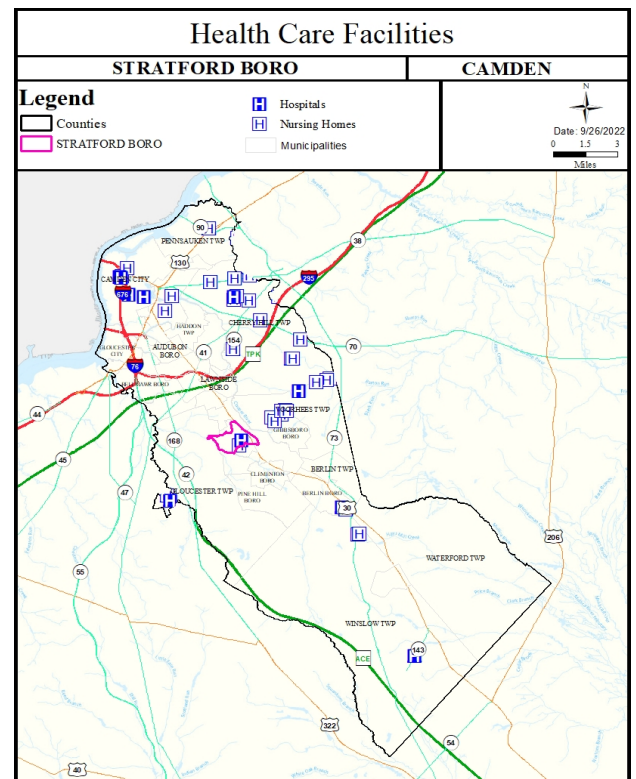 Health Care Facilities
STRATFORD BORO
CAMDEN
Legend
Counties
STRATFORD BORO
H Hospitals
H Nursing Homes
Municipalities
N
Date: 9/26/2022
0 1.5 3
Miles
90
PENNSAUKEN TWP
38
130
295
676
CHERRY HILL TWP
HADDON
TWP
154
AUDUBON
BORO
GLOUCESTER
CITY
41
TPK
70
76
LAWNSIDE
BORO
BELLMAWR BORO
44
VOORHEES TWP
GIBBSBORO
BORO
168
73
45
42
BERLIN TWP
CLEMENTON
BORO
47
GLOUCESTER TWP
PINE HILL
BORO
BERLIN BORO
30
206
WATERFORD TWP
55
WINSLOW TWP
143
ACE
322
54
40